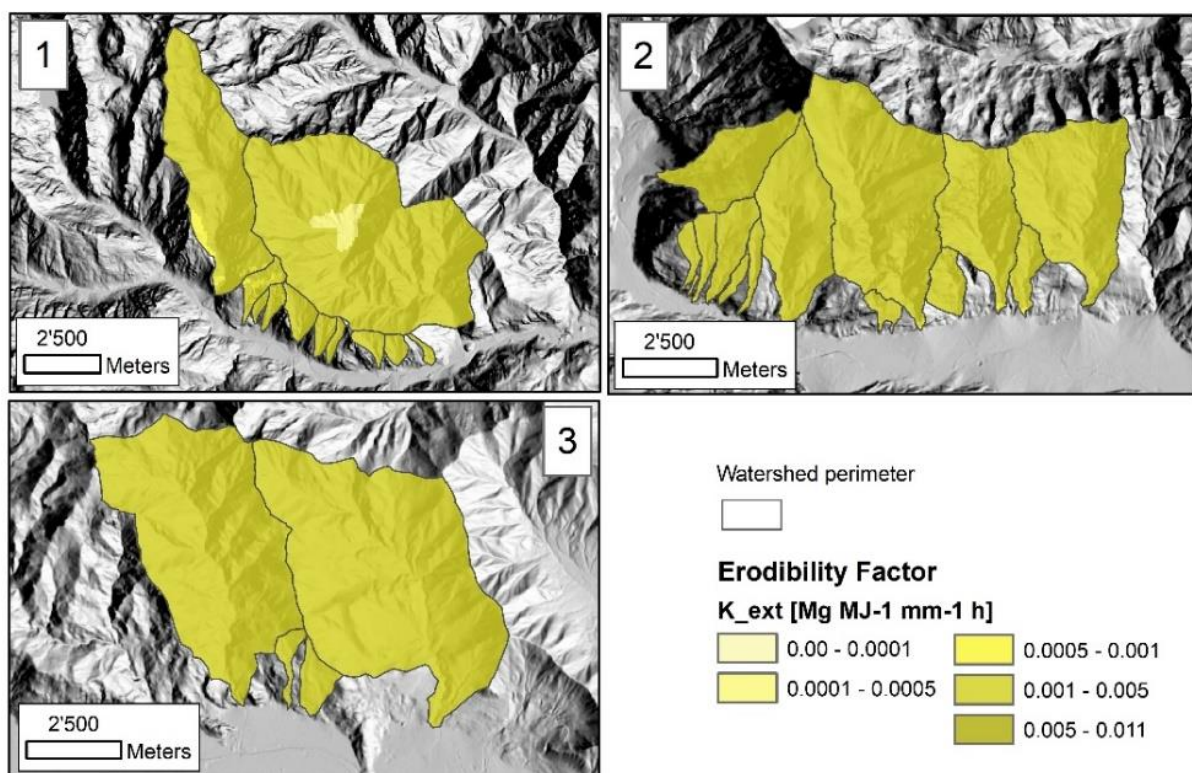 1
2'500
Meters
2
2'500
Meters
3
2'500
Meters
Watershed perimeter
Erodibility Factor
K_ext [Mg MJ-1 mm-1 h]
0.00 - 0.0001
0.0001 - 0.0005
0.0005 - 0.001
0.001 - 0.005
0.005 - 0.011